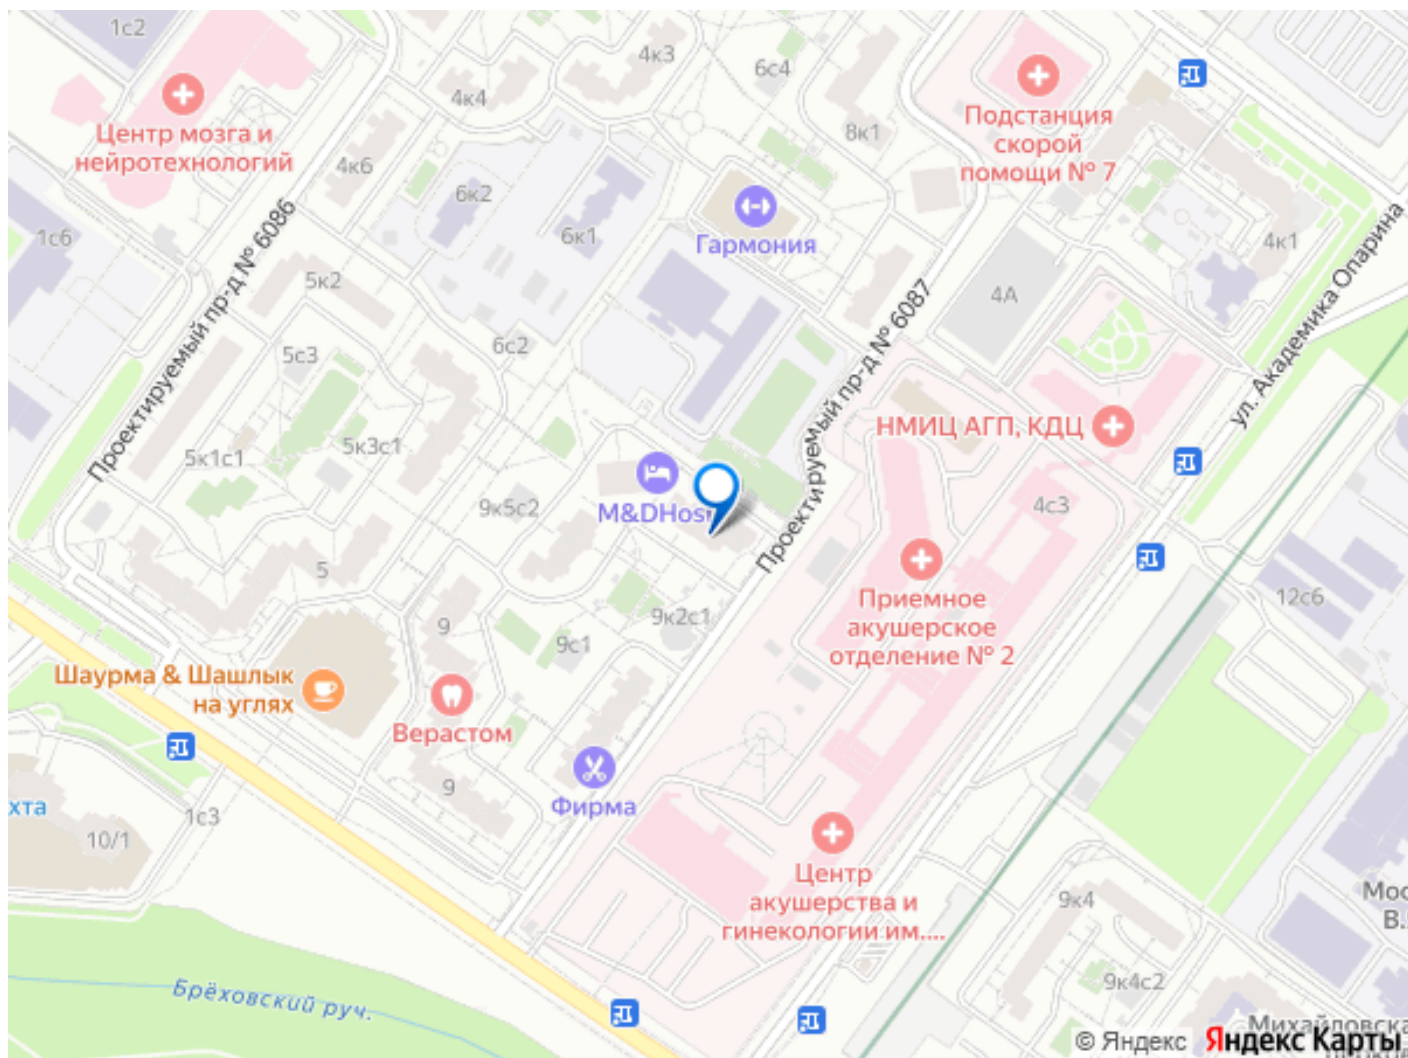 1с2
4к3
6с4
4к4
Центр мозга и
нейротехнологий
4к6
Подстанция
скорой
помощи № 7
8к1
6к2
6к1
Гармония
1с6
Проектируемый пр-д № 6086
5к2
4к1
4А
ул. Академика Опарина
6с2
5с3
Проектируемый пр-д № 6087
НМИЦ АГП, КДЦ
5к3с1
5к1с1
9к5с2
M&DHos
4с3
5
Приемное
акушерское
отделение № 2
12с6
9
9к2с1
9с1
Шаурма & Шашлык
на углях
Верастом
9
Фирма
хта
1с3
10/1
Центр
акушерства и
гинекологии им....
9к4
Мос
В.
Брёховский руч.
9к4с2
Михайловска
© Яндекс
Яндекс Карты